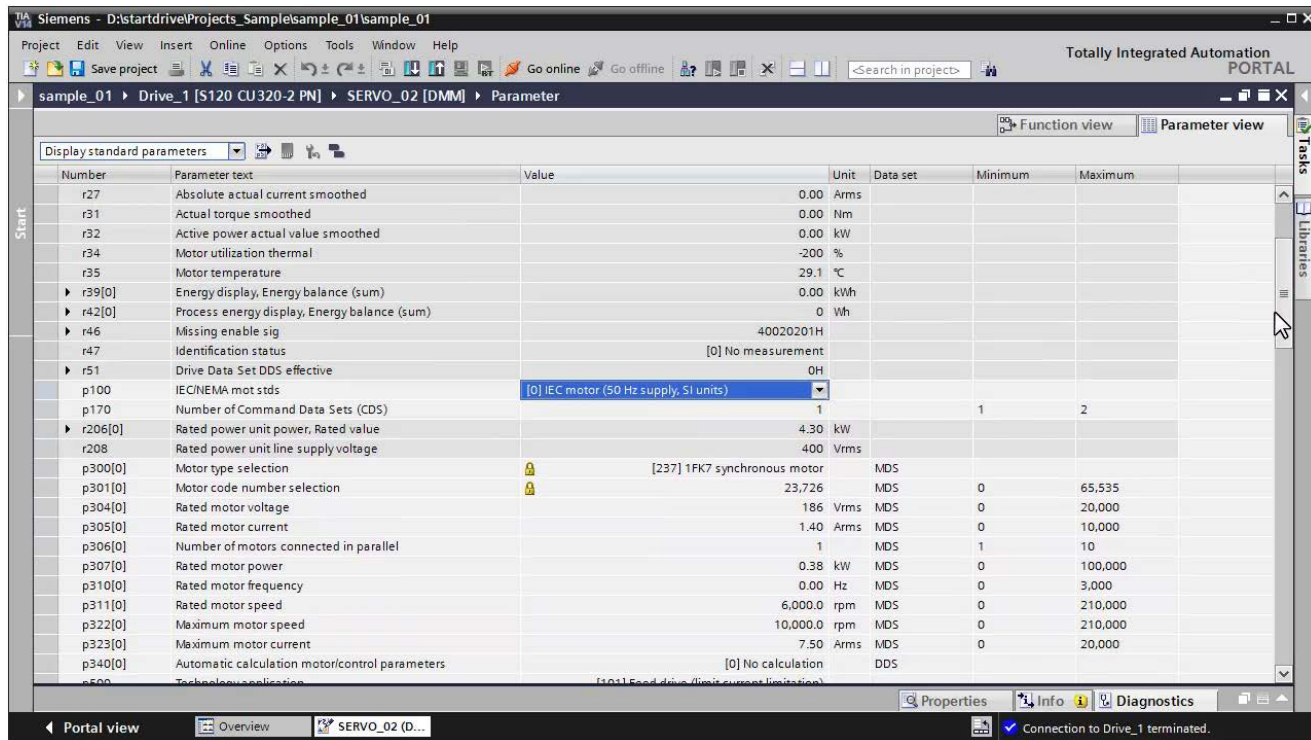 TIA V14 Siemens - D:\startdrive\Projects_Sample\sample_01\sample_01
Project Edit View Insert Online Options Tools Window Help
Totally Integrated Automation
PORTAL
Save project Go online Go offline <Search in project>
sample_01 Drive_1 [S120 CU320-2 PN] SERVO_02 [DMM] Parameter
Function view Parameter view
Display standard parameters
Number Parameter text Value Unit Data set Minimum Maximum
r27 Absolute actual current smoothed 0.00 Arms
r31 Actual torque smoothed 0.00 Nm
r32 Active power actual value smoothed 0.00 kW
r34 Motor utilization thermal -200 %
r35 Motor temperature 29.1 °C
r39[0] Energy display, Energy balance (sum) 0.00 kWh
r42[0] Process energy display, Energy balance (sum) 0 Wh
r46 Missing enable sig 40020201H
r47 Identification status [0] No measurement
r51 Drive Data Set DDS effective 0H
p100 IEC/NEMA mot stds [0] IEC motor (50 Hz supply, SI units)
p170 Number of Command Data Sets (CDS) 1 1 2
r206[0] Rated power unit power, Rated value 4.30 kW
r208 Rated power unit line supply voltage 400 Vrms
p300[0] Motor type selection [237] 1FK7 synchronous motor MDS
p301[0] Motor code number selection 23,726 MDS 0 65,535
p304[0] Rated motor voltage 186 Vrms MDS 0 20,000
p305[0] Rated motor current 1.40 Arms MDS 0 10,000
p306[0] Number of motors connected in parallel 1 MDS 1 10
p307[0] Rated motor power 0.38 kW MDS 0 100,000
p310[0] Rated motor frequency 0.00 Hz MDS 0 3,000
p311[0] Rated motor speed 6,000.0 rpm MDS 0 210,000
p322[0] Maximum motor speed 10,000.0 rpm MDS 0 210,000
p323[0] Maximum motor current 7.50 Arms MDS 0 20,000
p340[0] Automatic calculation motor/control parameters [0] No calculation DDS
p500 Technology application [101] Feed drive (limit current limitation)
Start
Tasks
Libraries
Properties Info Diagnostics
Portal view Overview SERVO_02 (D... Connection to Drive_1 terminated.